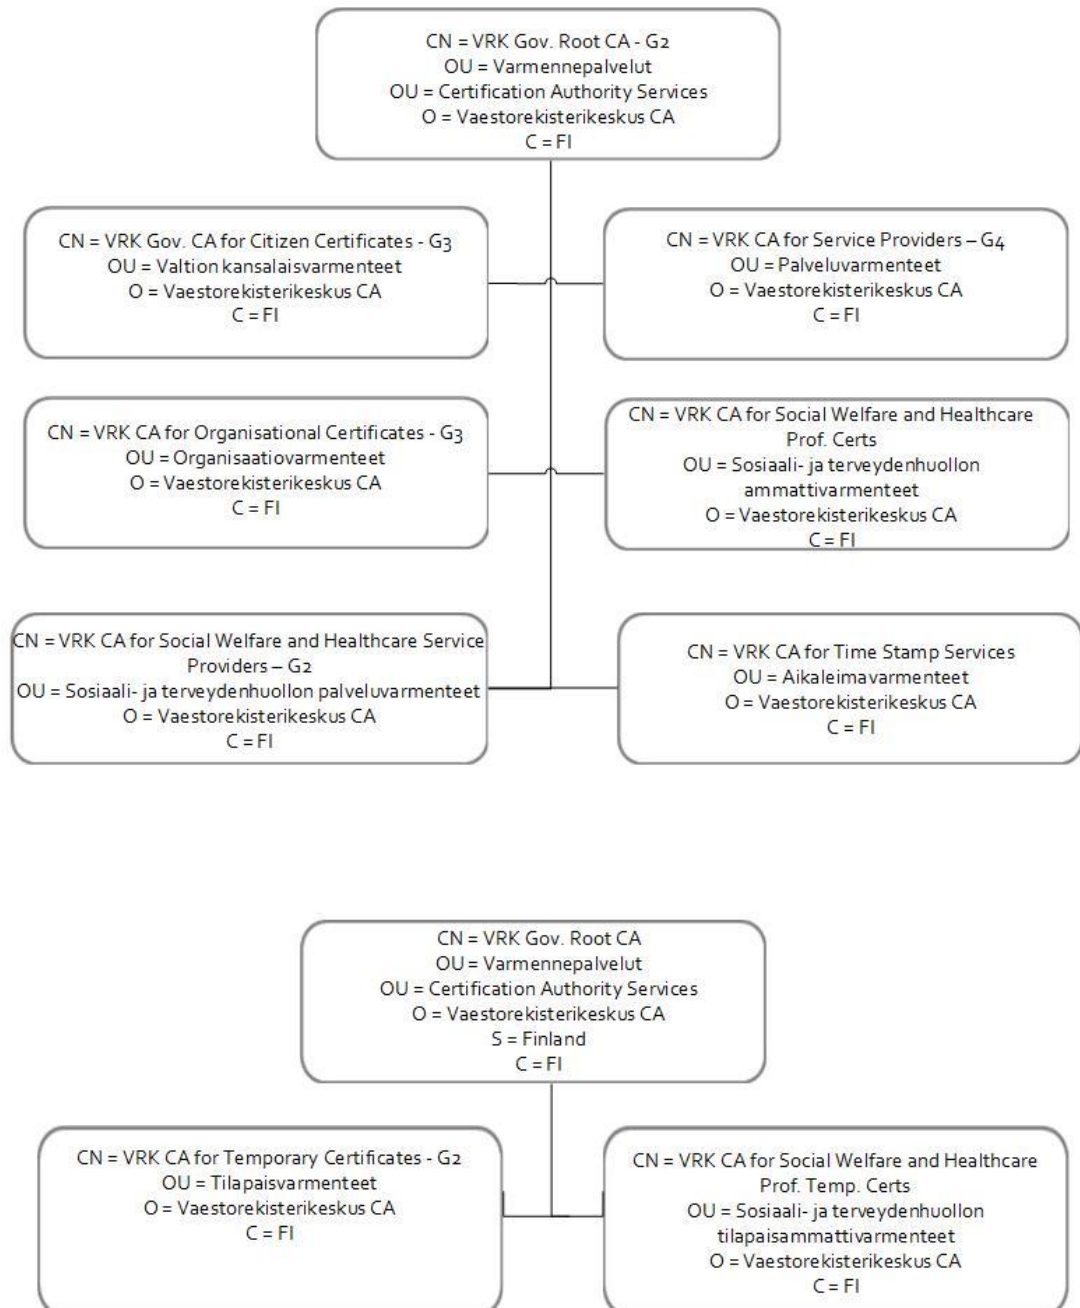 CN = VRK Gov. Root CA - G2
OU = Varmennepalvelut
OU = Certification Authority Services
O = Vaestorekisterikeskus CA
C = FI
CN = VRK Gov. CA for Citizen Certificates - G3
OU = Valtion kansalaisvarmenteet
O = Vaestorekisterikeskus CA
C = FI
CN = VRK CA for Service Providers – G4
OU = Palveluvarmenteet
O = Vaestorekisterikeskus CA
C = FI
CN = VRK CA for Organisational Certificates - G3
OU = Organisaatiovarmenteet
O = Vaestorekisterikeskus CA
C = FI
CN = VRK CA for Social Welfare and Healthcare
Prof. Certs
OU = Sosiaali- ja terveydenhuollon
ammattivarmenteet
O = Vaestorekisterikeskus CA
C = FI
CN = VRK CA for Social Welfare and Healthcare Service
Providers – G2
OU = Sosiaali- ja terveydenhuollon palveluvarmenteet
O = Vaestorekisterikeskus CA
C = FI
CN = VRK CA for Time Stamp Services
OU = Aikaleimavarmenteet
O = Vaestorekisterikeskus CA
C = FI
CN = VRK Gov. Root CA
OU = Varmennepalvelut
OU = Certification Authority Services
O = Vaestorekisterikeskus CA
S = Finland
C = FI
CN = VRK CA for Temporary Certificates - G2
OU = Tilapaisvarmenteet
O = Vaestorekisterikeskus CA
C = FI
CN = VRK CA for Social Welfare and Healthcare
Prof. Temp. Certs
OU = Sosiaali- ja terveydenhuollon
tilapaisammattivarmenteet
O = Vaestorekisterikeskus CA
C = FI